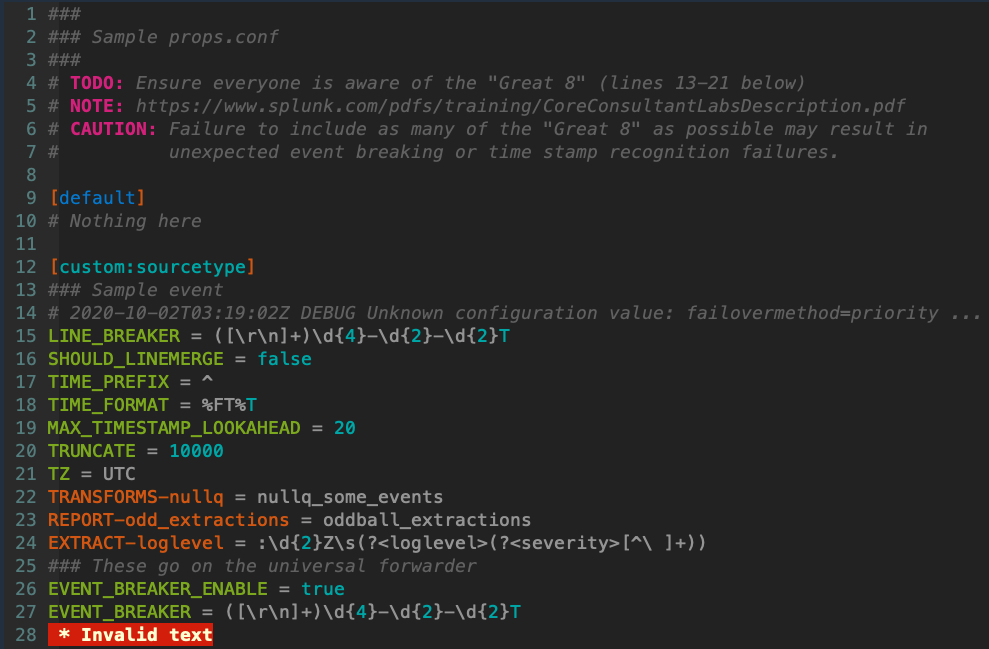 1 ###
2 ### Sample props.conf
3 ###
4 # TODO: Ensure everyone is aware of the "Great 8" (lines 13-21 below)
5 # NOTE: https://www.splunk.com/pdfs/training/CoreConsultantLabsDescription.pdf
6 # CAUTION: Failure to include as many of the "Great 8" as possible may result in
7 #          unexpected event breaking or time stamp recognition failures.
8
9 [default]
10 # Nothing here
11
12 [custom:sourcetype]
13 ### Sample event
14 # 2020-10-02T03:19:02Z DEBUG Unknown configuration value: failovermethod=priority ...
15 LINE_BREAKER = ([\r\n]+)\d{4}-\d{2}-\d{2}T
16 SHOULD_LINEMERGE = false
17 TIME_PREFIX = ^
18 TIME_FORMAT = %FT%T
19 MAX_TIMESTAMP_LOOKAHEAD = 20
20 TRUNCATE = 10000
21 TZ = UTC
22 TRANSFORMS-nullq = nullq_some_events
23 REPORT-odd_extractions = oddball_extractions
24 EXTRACT-loglevel = :\d{2}Z\s(?<loglevel>(?<severity>[^\ ]+))
25 ### These go on the universal forwarder
26 EVENT_BREAKER_ENABLE = true
27 EVENT_BREAKER = ([\r\n]+)\d{4}-\d{2}-\d{2}T
28  * Invalid text